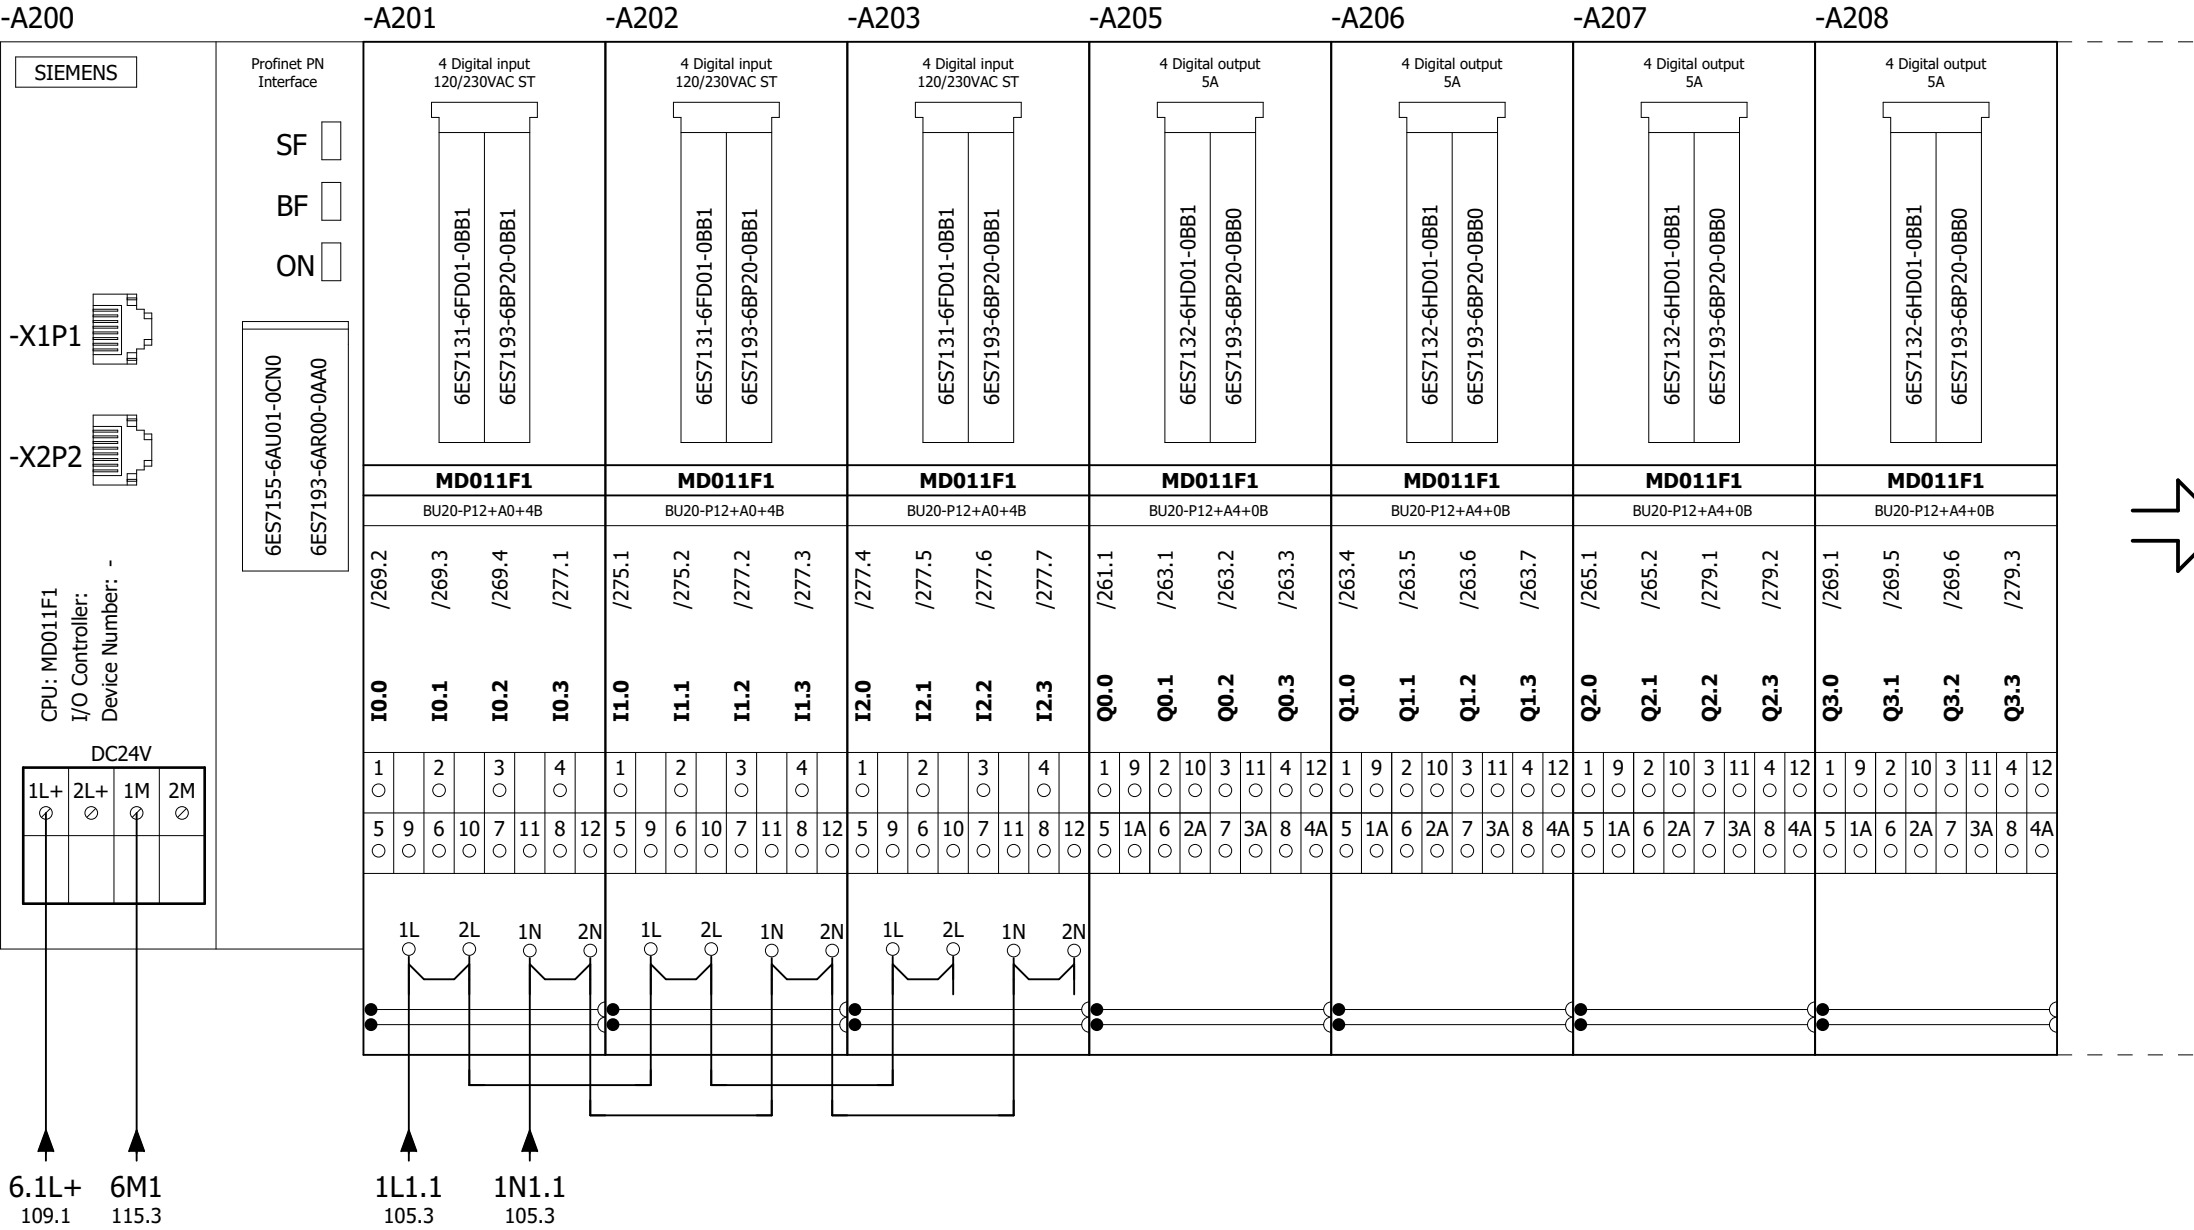 -A200 -A201 -A202 -A203 -A205 -A206 -A207 -A208
SIEMENS
Profinet PN
Interface
SF
BF
ON
-X1P1
-X2P2
6ES7155-6AU01-0CN0
6ES7193-6AR00-0AA0
CPU: MD011F1
I/O Controller:
Device Number: -
DC24V
1L+ 2L+ 1M 2M
4 Digital input
120/230VAC ST
6ES7131-6FD01-0BB1
6ES7193-6BP20-0BB1
MD011F1
BU20-P12+A0+4B
/269.2 /269.3 /269.4 /277.1
I0.0 I0.1 I0.2 I0.3
1 2 3 4
5 9 6 10 7 11 8 12
1L 2L 1N 2N
4 Digital input
120/230VAC ST
6ES7131-6FD01-0BB1
6ES7193-6BP20-0BB1
MD011F1
BU20-P12+A0+4B
/275.1 /275.2 /277.2 /277.3
I1.0 I1.1 I1.2 I1.3
1 2 3 4
5 9 6 10 7 11 8 12
1L 2L 1N 2N
4 Digital input
120/230VAC ST
6ES7131-6FD01-0BB1
6ES7193-6BP20-0BB1
MD011F1
BU20-P12+A0+4B
/277.4 /277.5 /277.6 /277.7
I2.0 I2.1 I2.2 I2.3
1 2 3 4
5 9 6 10 7 11 8 12
1L 2L 1N 2N
4 Digital output
5A
6ES7132-6HD01-0BB1
6ES7193-6BP20-0BB0
MD011F1
BU20-P12+A4+0B
/261.1 /263.1 /263.2 /263.3
Q0.0 Q0.1 Q0.2 Q0.3
1 9 2 10 3 11 4 12
5 1A 6 2A 7 3A 8 4A
4 Digital output
5A
6ES7132-6HD01-0BB1
6ES7193-6BP20-0BB0
MD011F1
BU20-P12+A4+0B
/263.4 /263.5 /263.6 /263.7
Q1.0 Q1.1 Q1.2 Q1.3
1 9 2 10 3 11 4 12
5 1A 6 2A 7 3A 8 4A
4 Digital output
5A
6ES7132-6HD01-0BB1
6ES7193-6BP20-0BB0
MD011F1
BU20-P12+A4+0B
/265.1 /265.2 /279.1 /279.2
Q2.0 Q2.1 Q2.2 Q2.3
1 9 2 10 3 11 4 12
5 1A 6 2A 7 3A 8 4A
4 Digital output
5A
6ES7132-6HD01-0BB1
6ES7193-6BP20-0BB0
MD011F1
BU20-P12+A4+0B
/269.1 /269.5 /269.6 /279.3
Q3.0 Q3.1 Q3.2 Q3.3
1 9 2 10 3 11 4 12
5 1A 6 2A 7 3A 8 4A
6.1L+ 6M1 1L1.1 1N1.1
109.1 115.3 105.3 105.3